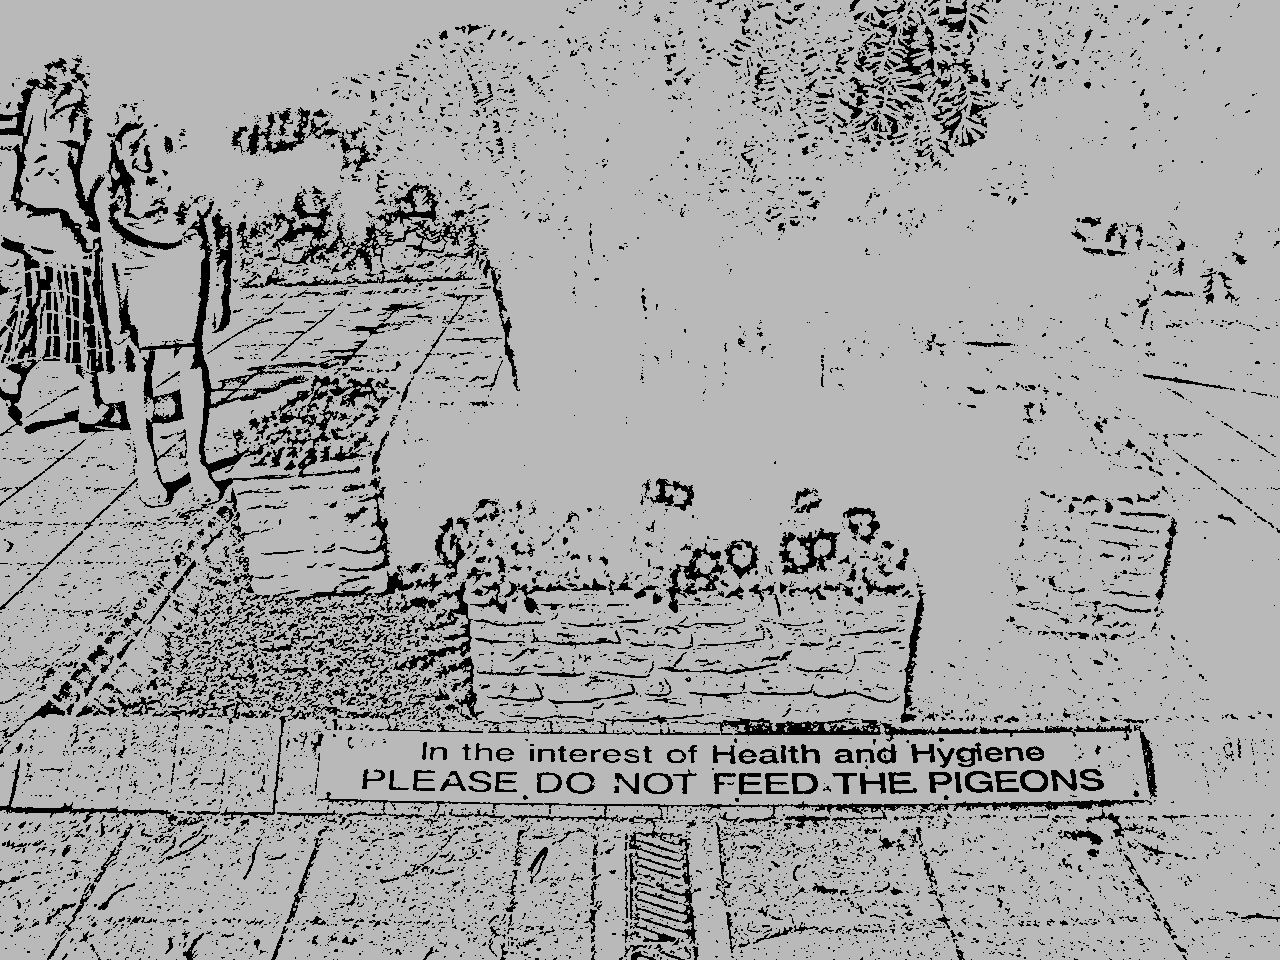 In the interest of Health and Hygiene
PLEASE DO NOT FEED THE PIGEONS